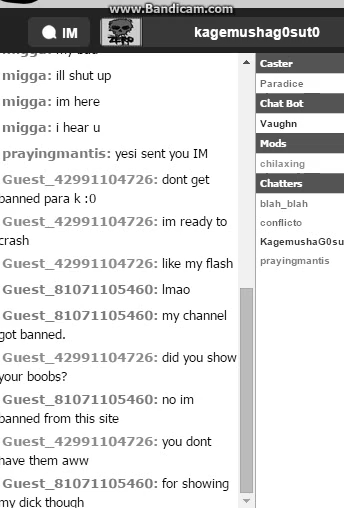 www.Bandicam.com
IM
ZERO
kagemushag0sut0
migga: my bad
migga: ill shut up
migga: im here
migga: i hear u
prayingmantis: yesi sent you IM
Guest_42991104726: dont get
banned para k :0
Guest_42991104726: im ready to
crash
Guest_42991104726: like my flash
Guest_81071105460: lmao
Guest_81071105460: my channel
got banned.
Guest_42991104726: did you show
your boobs?
Guest_81071105460: no im
banned from this site
Guest_42991104726: you dont
have them aww
Guest_81071105460: for showing
my dick though
Caster
Paradice
Chat Bot
Vaughn
Mods
chilaxing
Chatters
blah_blah
conflicto
KagemushaG0su
prayingmantis